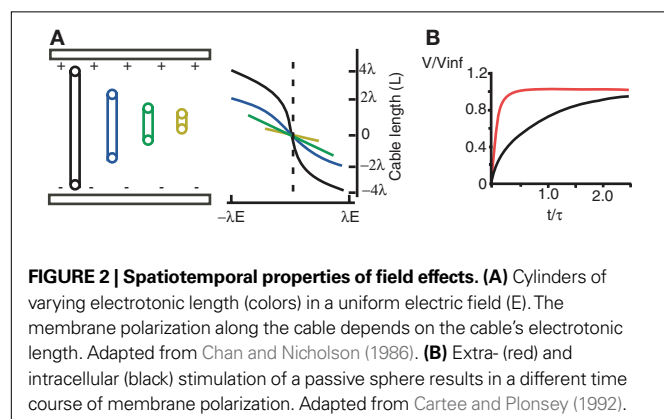 A
+ + + + +
- - - - -
4λ
2λ
0
−2λ
−4λ
Cable length (L)
−λE λE
B
V/Vinf
1.2
0.8
0.4
0
1.0 2.0
t/τ
FIGURE 2 | Spatiotemporal properties of field effects. (A) Cylinders of
varying electrotonic length (colors) in a uniform electric field (E). The
membrane polarization along the cable depends on the cable's electrotonic
length. Adapted from Chan and Nicholson (1986). (B) Extra- (red) and
intracellular (black) stimulation of a passive sphere results in a different time
course of membrane polarization. Adapted from Cartee and Plonsey (1992).